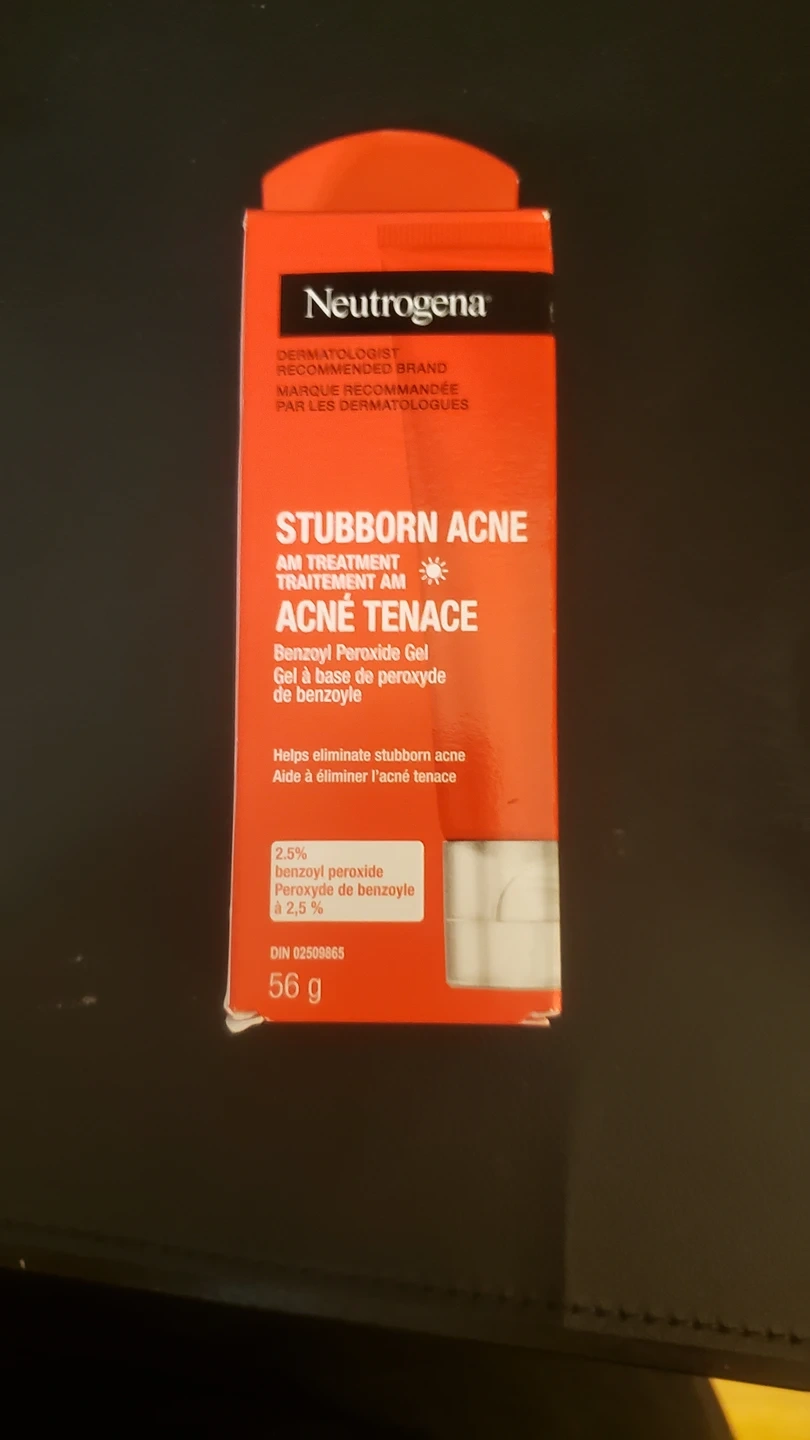 Neutrogena
DERMATOLOGIST
RECOMMENDED BRAND
MARQUE RECOMMANDÉE
PAR LES DERMATOLOGUES
STUBBORN ACNE
AM TREATMENT
TRAITEMENT AM
ACNÉ TENACE
Benzoyl Peroxide Gel
Gel à base de peroxyde
de benzoyle
Helps eliminate stubborn acne
Aide à éliminer l'acné tenace
2.5%
benzoyl peroxide
Peroxyde de benzoyle
à 2,5 %
DIN 02509865
56 g